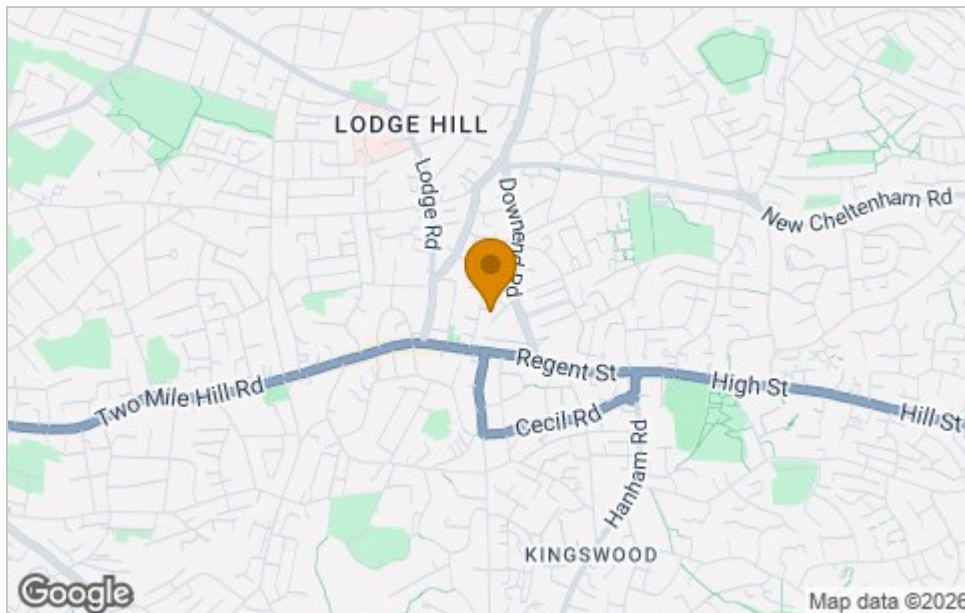 LODGE HILL
Lodge Rd
Downend Rd
New Cheltenham Rd
Two Mile Hill Rd
Regent St
High St
Hill St
Cecil Rd
Hanham Rd
KINGSWOOD
Google
Map data ©2026